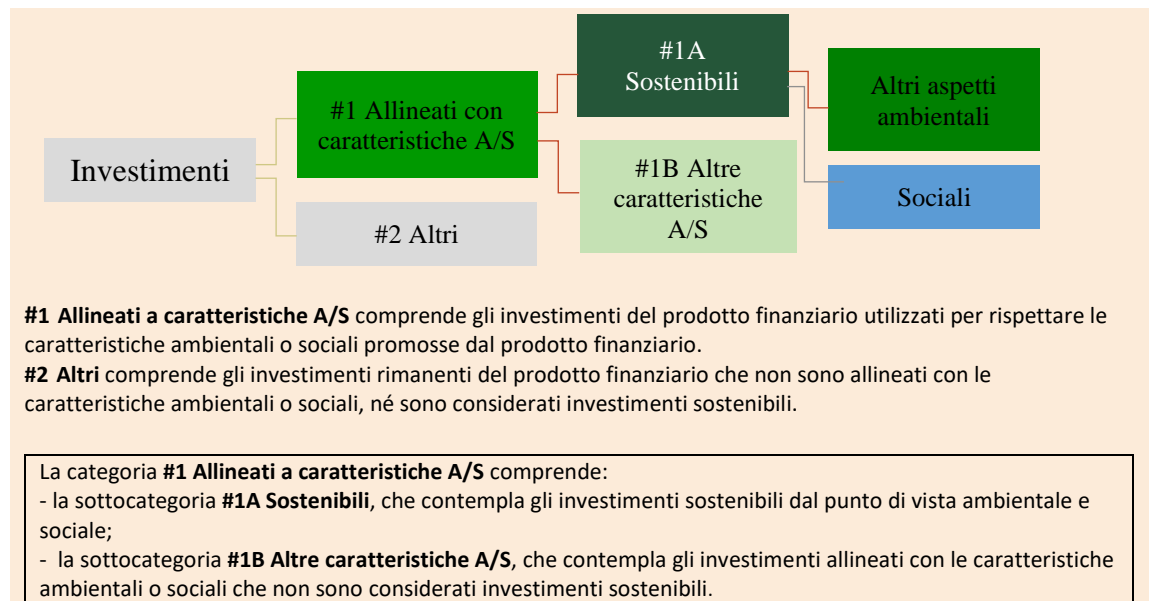 #1A
Sostenibili
Altri aspetti
ambientali
#1 Allineati con
caratteristiche A/S
Investimenti
#1B Altre
caratteristiche
A/S
Sociali
#2 Altri
#1 Allineati a caratteristiche A/S comprende gli investimenti del prodotto finanziario utilizzati per rispettare le
caratteristiche ambientali o sociali promosse dal prodotto finanziario.
#2 Altri comprende gli investimenti rimanenti del prodotto finanziario che non sono allineati con le
caratteristiche ambientali o sociali, né sono considerati investimenti sostenibili.
La categoria #1 Allineati a caratteristiche A/S comprende:
- la sottocategoria #1A Sostenibili, che contempla gli investimenti sostenibili dal punto di vista ambientale e
sociale;
- la sottocategoria #1B Altre caratteristiche A/S, che contempla gli investimenti allineati con le caratteristiche
ambientali o sociali che non sono considerati investimenti sostenibili.